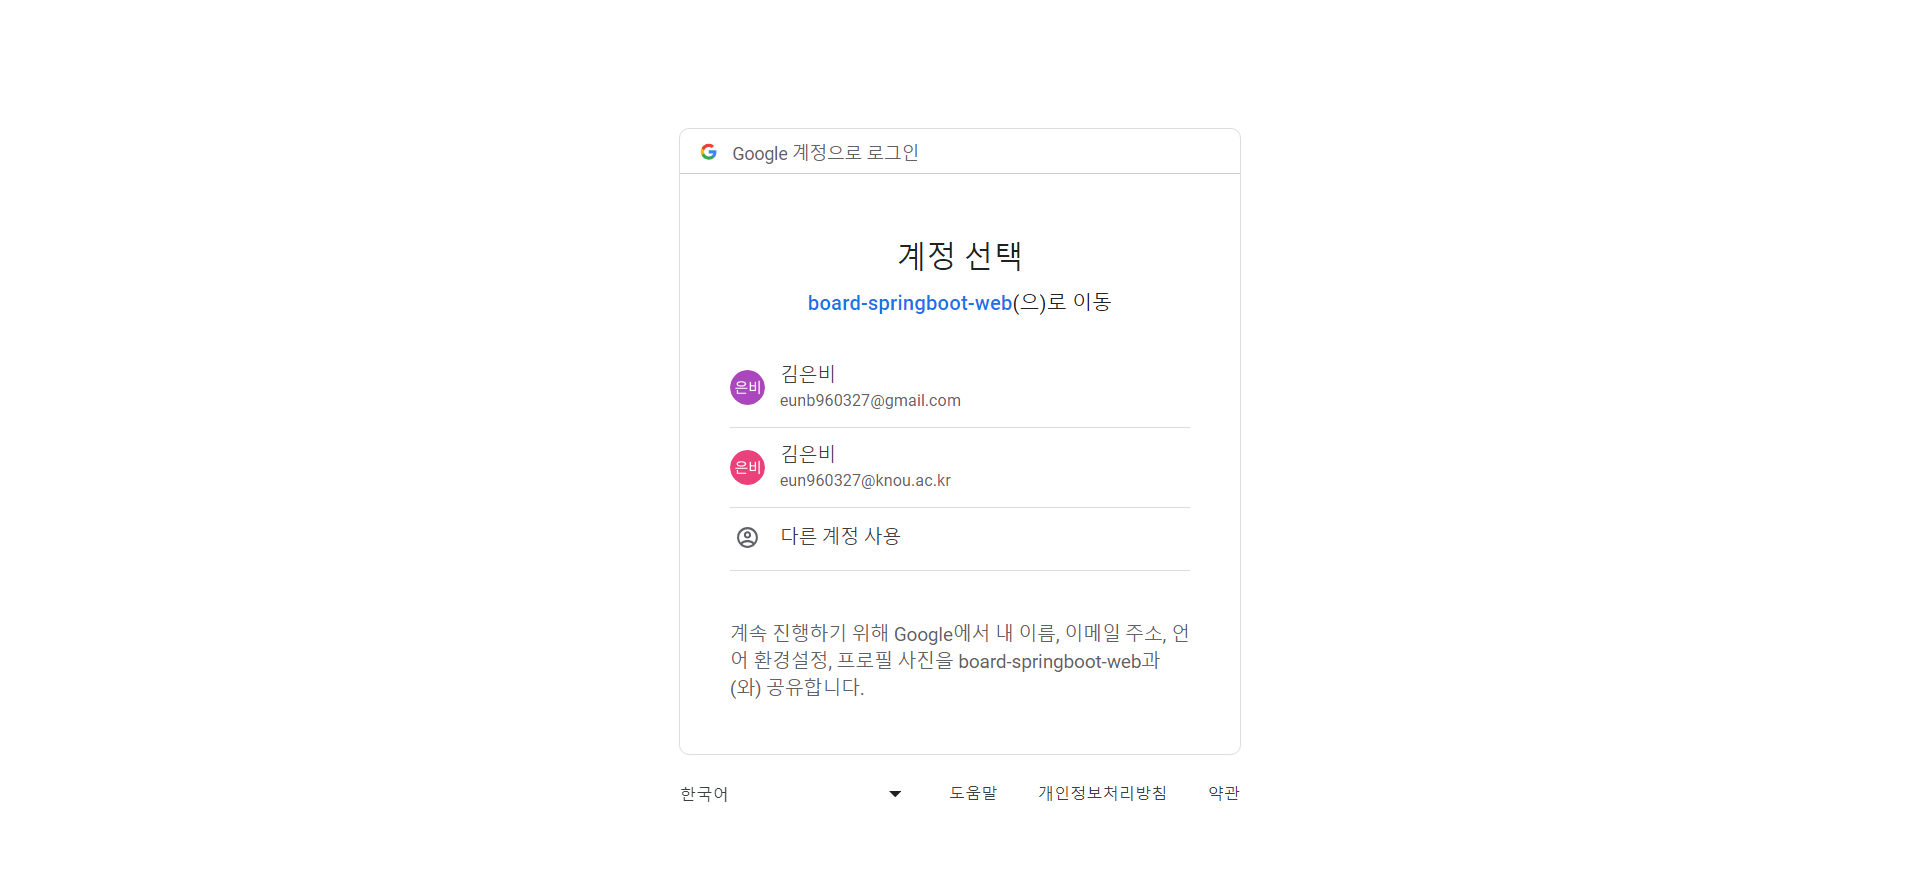 Google 계정으로 로그인
계정 선택
board-springboot-web(으)로 이동
은비
김은비
eunb960327@gmail.com
은비
김은비
eun960327@knou.ac.kr
다른 계정 사용
계속 진행하기 위해 Google에서 내 이름, 이메일 주소, 언
어 환경설정, 프로필 사진을 board-springboot-web과
(와) 공유합니다.
한국어 도움말 개인정보처리방침 약관